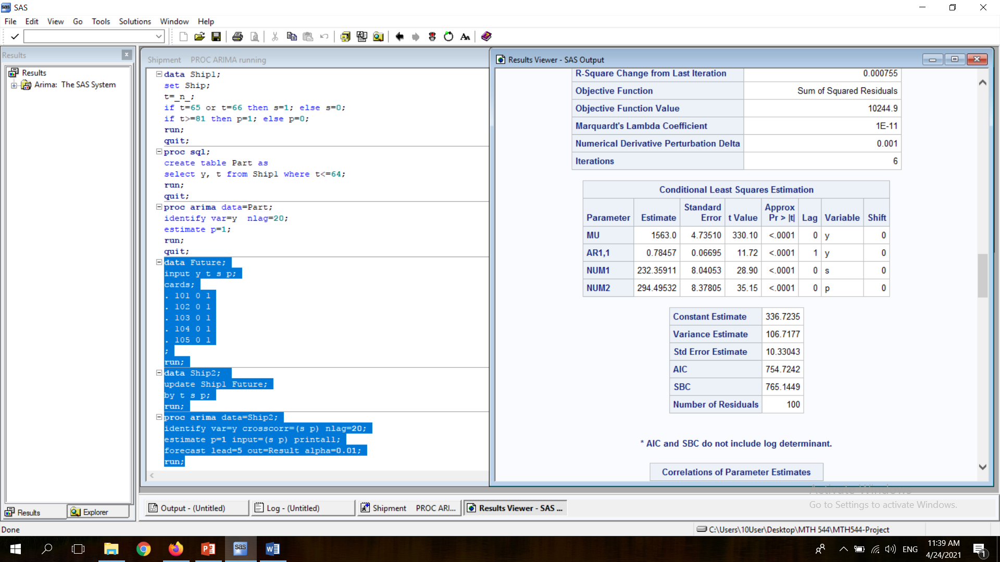 SAS
File Edit View Go Tools Solutions Window Help
Results
Results
Arima: The SAS System
Results
Explorer
Shipment PROC ARIMA running
data Ship1;
set Ship;
t=_n_;
if t=65 or t=66 then s=1; else s=0;
if t>=81 then p=1; else p=0;
run;
quit;
proc sql;
create table Part as
select y, t from Ship1 where t<=64;
run;
quit;
proc arima data=Part;
identify var=y  nlag=20;
estimate p=1;
run;
quit;
data Future;
input y t s p;
cards;
. 101 0 1
. 102 0 1
. 103 0 1
. 104 0 1
. 105 0 1
;
run;
data Ship2;
update Ship1 Future;
by t s p;
run;
proc arima data=Ship2;
identify var=y crosscorr=(s p) nlag=20;
estimate p=1 input=(s p) printall;
forecast lead=5 out=Result alpha=0.01;
run;
Results Viewer - SAS Output
R-Square Change from Last Iteration 0.000755
Objective Function Sum of Squared Residuals
Objective Function Value 10244.9
Marquardt's Lambda Coefficient 1E-11
Numerical Derivative Perturbation Delta 0.001
Iterations 6
Conditional Least Squares Estimation
Parameter Estimate Standard Error t Value Approx Pr > |t| Lag Variable Shift
MU 1563.0 4.73510 330.10 <.0001 0 y 0
AR1,1 0.78457 0.06695 11.72 <.0001 1 y 0
NUM1 232.35911 8.04053 28.90 <.0001 0 s 0
NUM2 294.49532 8.37805 35.15 <.0001 0 p 0
Constant Estimate 336.7235
Variance Estimate 106.7177
Std Error Estimate 10.33043
AIC 754.7242
SBC 765.1449
Number of Residuals 100
* AIC and SBC do not include log determinant.
Correlations of Parameter Estimates
Activate Windows
Go to Settings to activate Windows.
Output - (Untitled)
Log - (Untitled)
Shipment PROC ARI...
Results Viewer - SAS ...
Done
C:\Users\10User\Desktop\MTH 544\MTH544-Project
ENG
11:39 AM
4/24/2021
1